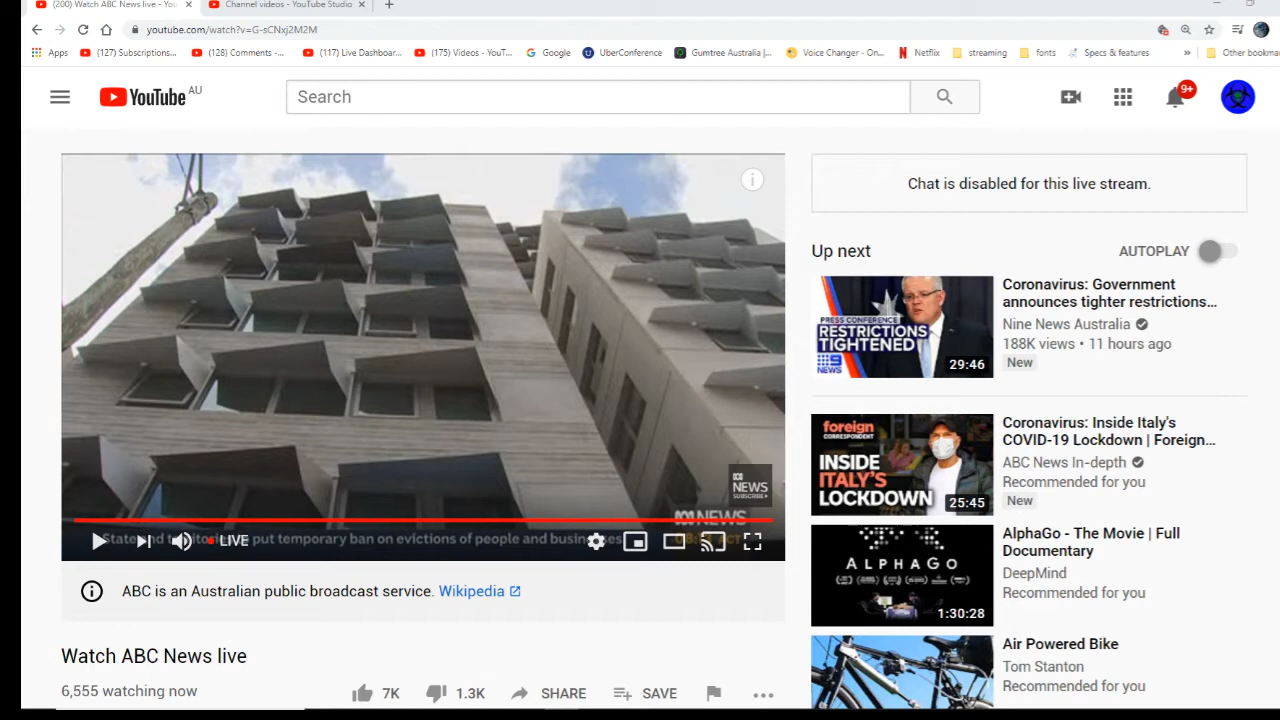 (200) Watch ABC News live - You
Channel videos - YouTube Studio
youtube.com/watch?v=G-sCNxj2M2M
Apps
(127) Subscriptions...
(128) Comments -...
(117) Live Dashboar...
(175) Videos - YouT...
Google
UberConference
Gumtree Australia |...
Voice Changer - On...
Netflix
streaming
fonts
Specs & features
»
Other bookma
YouTube AU
Search
9+
Chat is disabled for this live stream.
Up next
AUTOPLAY
PRESS CONFERENCE
RESTRICTIONS
TIGHTENED
9 NEWS
29:46
Coronavirus: Government
announces tighter restrictions...
Nine News Australia
188K views • 11 hours ago
New
foreign
CORRESPONDENT
INSIDE
ITALY'S
LOCKDOWN
25:45
Coronavirus: Inside Italy's
COVID-19 Lockdown | Foreign...
ABC News In-depth
Recommended for you
New
NEWS
SUBSCRIBE
NEWS
put temporary ban on evictions of people and
LIVE
ALPHAGO
1:30:28
AlphaGo - The Movie | Full
Documentary
DeepMind
Recommended for you
ABC is an Australian public broadcast service. Wikipedia
Watch ABC News live
6,555 watching now
7K
1.3K
SHARE
SAVE
Air Powered Bike
Tom Stanton
Recommended for you